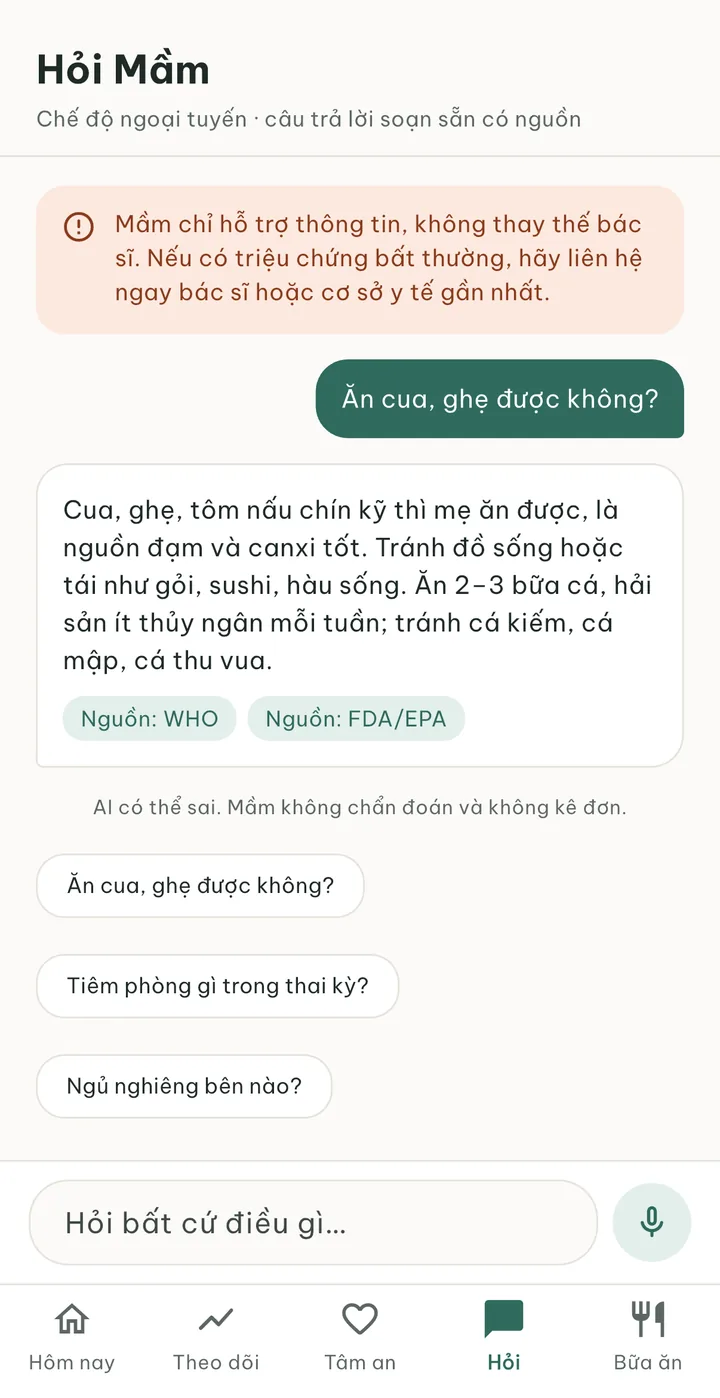 Hỏi Mầm
Chế độ ngoại tuyến · câu trả lời soạn sẵn có nguồn
Mầm chỉ hỗ trợ thông tin, không thay thế bác
sĩ. Nếu có triệu chứng bất thường, hãy liên hệ
ngay bác sĩ hoặc cơ sở y tế gần nhất.
Ăn cua, ghẹ được không?
Cua, ghẹ, tôm nấu chín kỹ thì mẹ ăn được, là
nguồn đạm và canxi tốt. Tránh đồ sống hoặc
tái như gỏi, sushi, hàu sống. Ăn 2–3 bữa cá, hải
sản ít thủy ngân mỗi tuần; tránh cá kiếm, cá
mập, cá thu vua.
Nguồn: WHO Nguồn: FDA/EPA
AI có thể sai. Mầm không chẩn đoán và không kê đơn.
Ăn cua, ghẹ được không?
Tiêm phòng gì trong thai kỳ?
Ngủ nghiêng bên nào?
Hỏi bất cứ điều gì...
Hôm nay Theo dõi Tâm an Hỏi Bữa ăn